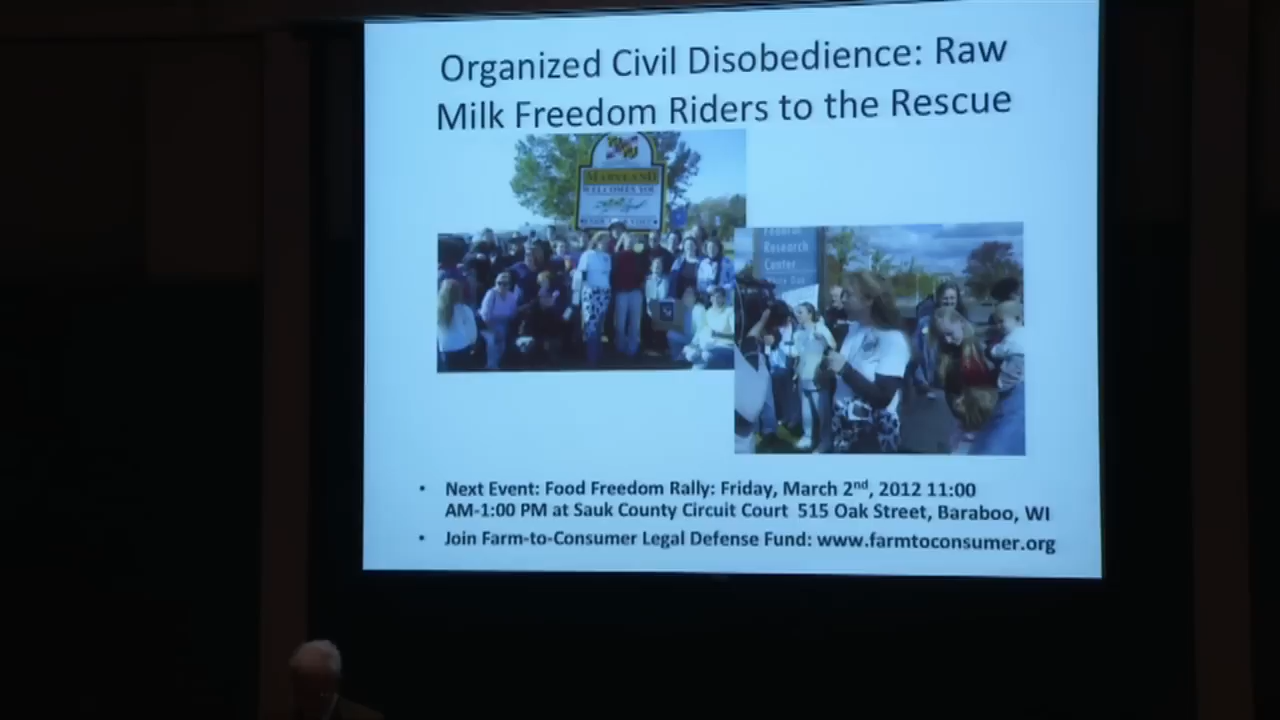 Organized Civil Disobedience: Raw
Milk Freedom Riders to the Rescue
MARYLAND
WELCOMES YOU
Federal
Research
Center
• Next Event: Food Freedom Rally: Friday, March 2nd, 2012 11:00
AM-1:00 PM at Sauk County Circuit Court 515 Oak Street, Baraboo, WI
• Join Farm-to-Consumer Legal Defense Fund: www.farmtoconsumer.org